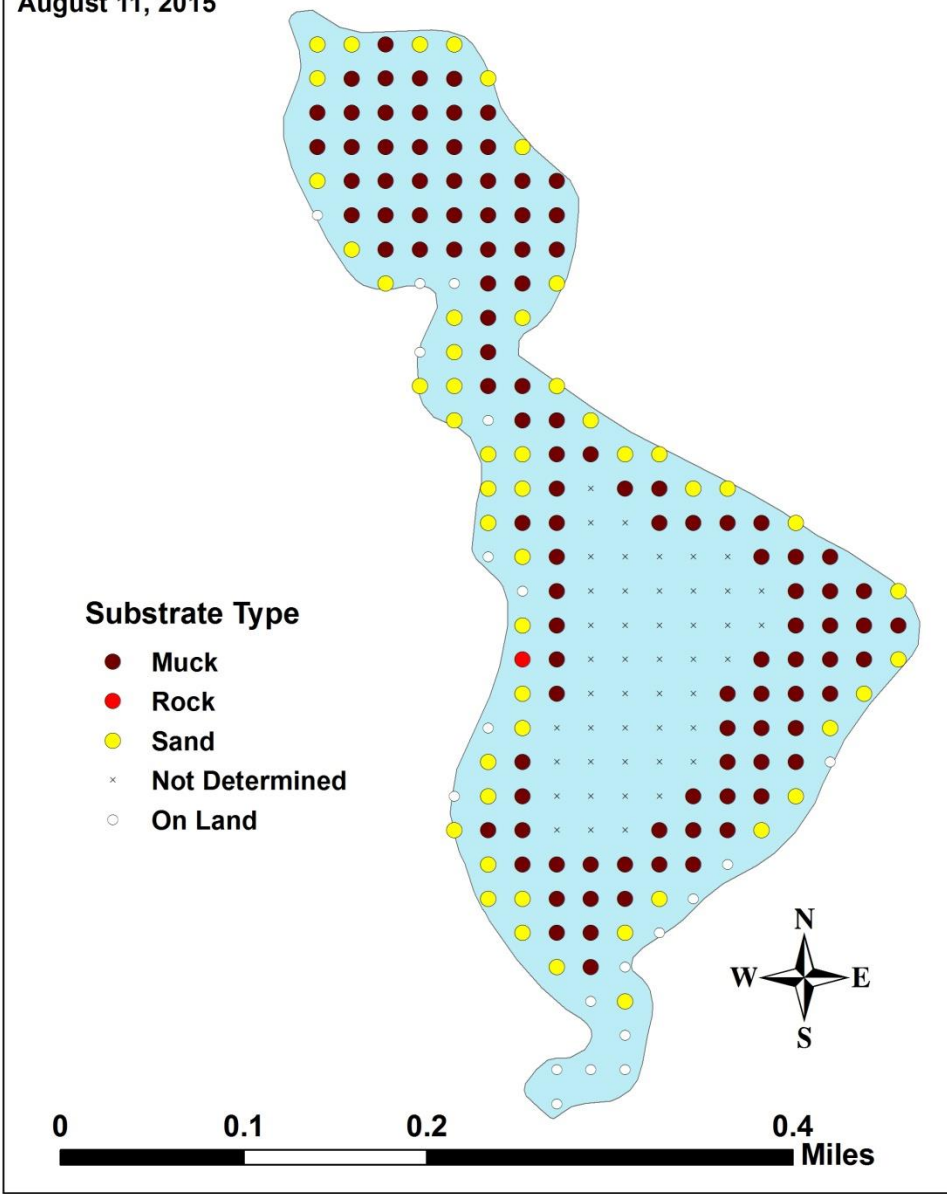 August 11, 2015
Substrate Type
Muck
Rock
Sand
Not Determined
On Land
N
W E
S
0 0.1 0.2 0.4
Miles